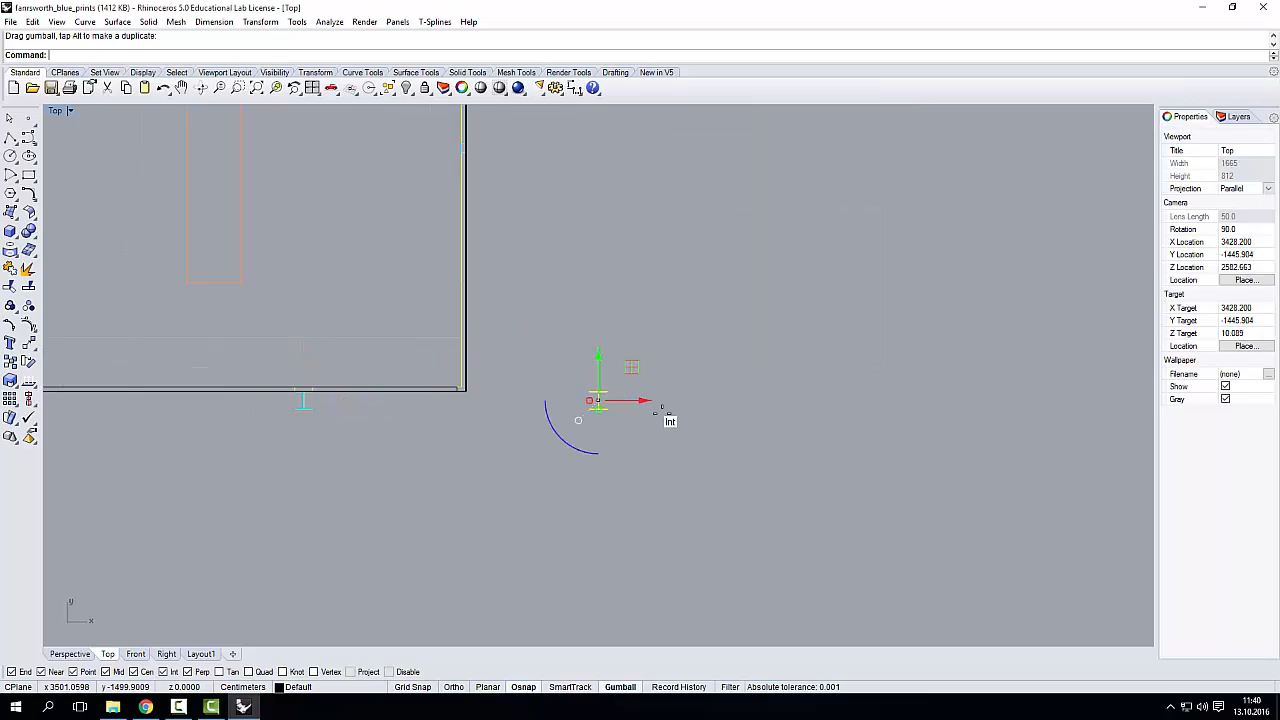 farrsworth_blue_prints (1412 KB) - Rhinoceros 5.0 Educational Lab License - [Top]
File Edit View Curve Surface Solid Mesh Dimension Transform Tools Analyze Render Panels T-Splines Help
Drag gumball, tap Alt to make a duplicate:
Command:
Standard CPlanes Set View Display Select Viewport Layout Visibility Transform Curve Tools Surface Tools Solid Tools Mesh Tools Render Tools Drafting New in V5
Top
Properties Layers
Viewport
Title Top
Width 1665
Height 812
Projection Parallel
Camera
Lens Length 50.0
Rotation 90.0
X Location 3428.200
Y Location -1445.904
Z Location 2582.663
Location Place...
Target
X Target 3428.200
Y Target -1445.904
Z Target 10.089
Location Place...
Wallpaper
Filename (none) ...
Show
Gray
Int
y
x
Perspective Top Front Right Layout1
End Near Point Mid Cen Int Perp Tan Quad Knot Vertex Project Disable
CPlane x 3501.0598 y -1499.9009 z 0.0000 Centimeters Default Grid Snap Ortho Planar Osnap SmartTrack Gumball Record History Filter Absolute tolerance: 0.001
11:40
13.10.2016